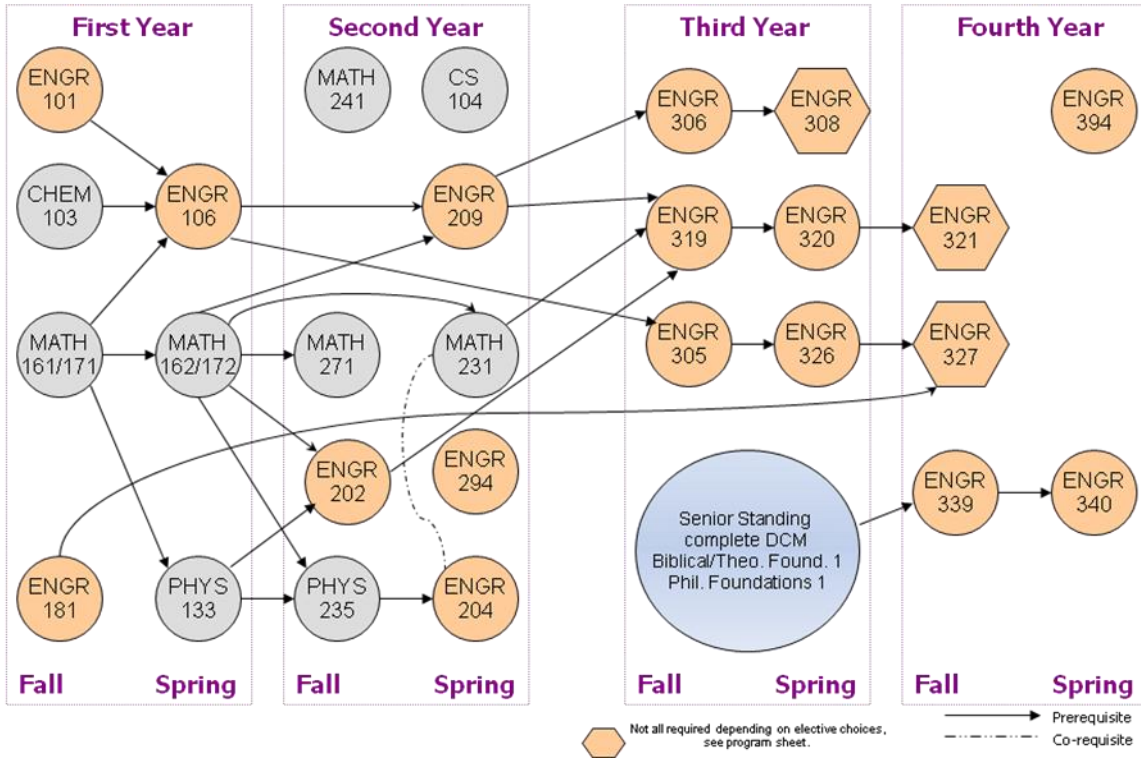 First Year
Second Year
Third Year
Fourth Year
ENGR
101
MATH
241
CS
104
ENGR
306
ENGR
308
ENGR
394
CHEM
103
ENGR
106
ENGR
209
ENGR
319
ENGR
320
ENGR
321
MATH
161/171
MATH
162/172
MATH
271
MATH
231
ENGR
305
ENGR
326
ENGR
327
ENGR
202
ENGR
294
Senior Standing
complete DCM
Biblical/Theo. Found. 1
Phil. Foundations 1
ENGR
339
ENGR
340
ENGR
181
PHYS
133
PHYS
235
ENGR
204
Fall
Spring
Fall
Spring
Fall
Spring
Fall
Spring
Not all required depending on elective choices,
see program sheet.
Prerequisite
Co-requisite